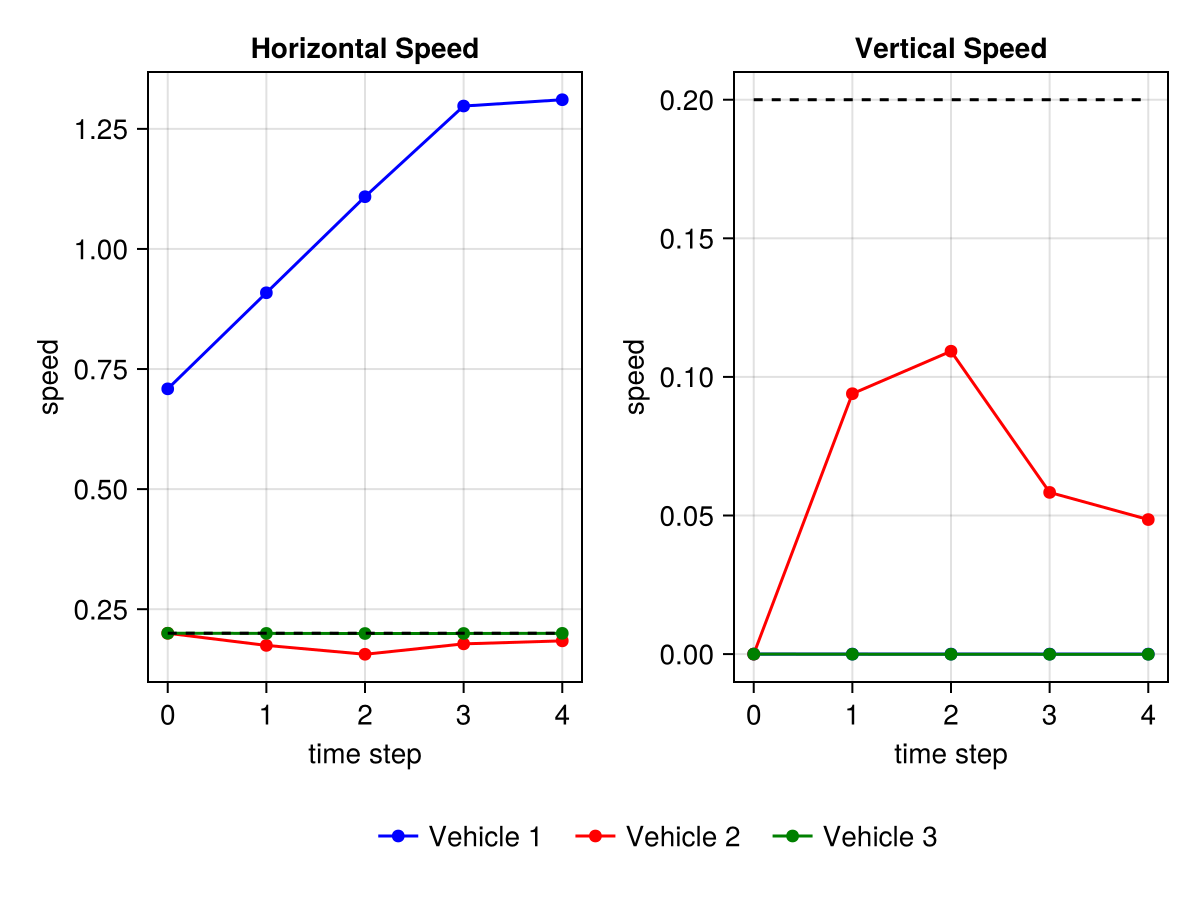 Horizontal Speed
1.25
1.00
0.75
0.50
0.25
speed
0 1 2 3 4
time step
Vertical Speed
0.20
0.15
0.10
0.05
0.00
speed
0 1 2 3 4
time step
Vehicle 1 Vehicle 2 Vehicle 3